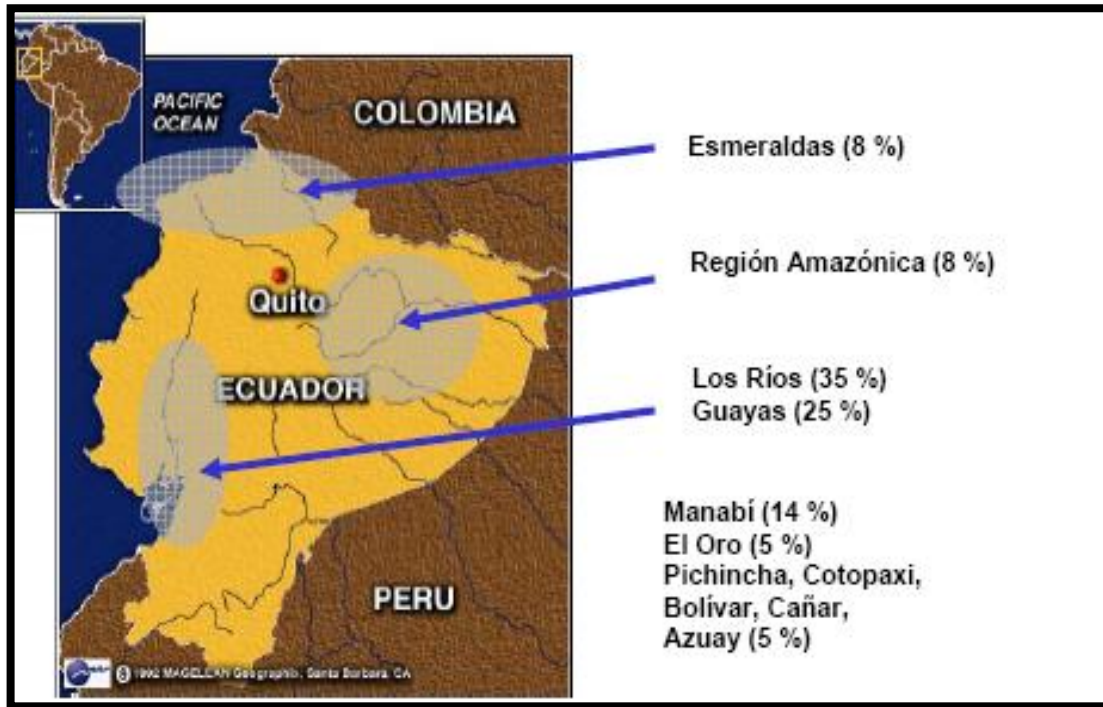 PACIFIC
OCEAN
COLOMBIA
Esmeraldas (8 %)
Región Amazónica (8 %)
Quito
ECUADOR
Los Ríos (35 %)
Guayas (25 %)
Manabí (14 %)
El Oro (5 %)
Pichincha, Cotopaxi,
Bolívar, Cañar,
Azuay (5 %)
PERU
1992 MAGELLAN Geographix, Santa Barbara, CA